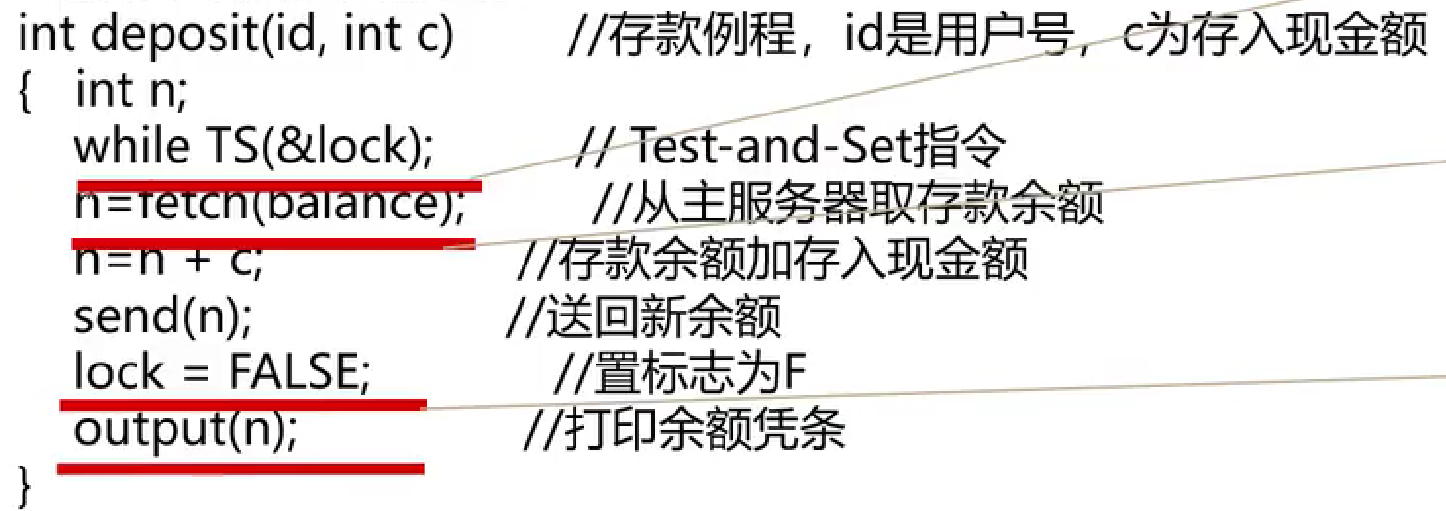 int deposit(id, int c) //存款例程，id是用户号，c为存入现金额
{ int n;
while TS(&lock); // Test-and-Set指令
n=fetch(balance); //从主服务器取存款余额
n=n + c; //存款余额加存入现金额
send(n); //送回新余额
lock = FALSE; //置标志为F
output(n); //打印余额凭条
}